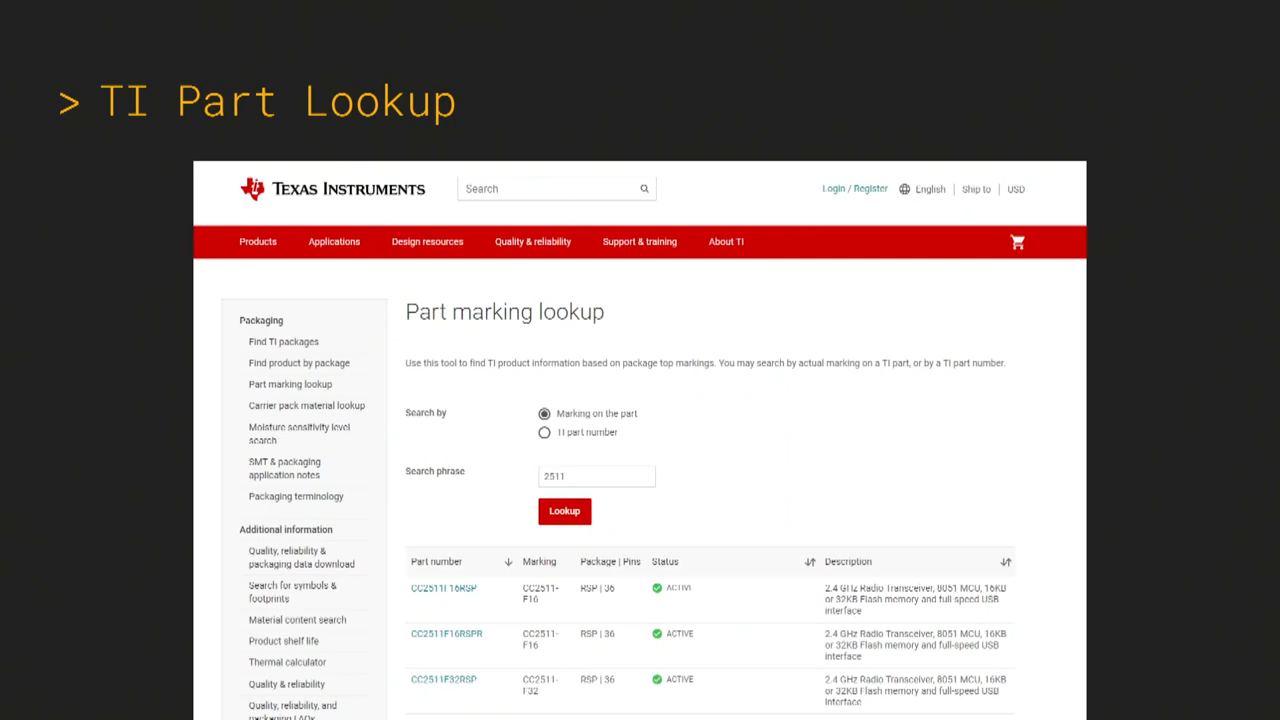 > TI Part Lookup
TEXAS INSTRUMENTS
Search
Login / Register
English | Ship to | USD
Products
Applications
Design resources
Quality & reliability
Support & training
About TI
Packaging
Find TI packages
Find product by package
Part marking lookup
Carrier pack material lookup
Moisture sensitivity level
search
SMT & packaging
application notes
Packaging terminology
Additional information
Quality, reliability &
packaging data download
Search for symbols &
footprints
Material content search
Product shelf life
Thermal calculator
Quality & reliability
Quality, reliability, and
packaging FAQs
Part marking lookup
Use this tool to find TI product information based on package top markings. You may search by actual marking on a TI part, or by a TI part number.
Search by
Marking on the part
TI part number
Search phrase
2511
Lookup
Part number
Marking
Package | Pins
Status
Description
CC2511F16RSP
CC2511-
F16
RSP | 36
ACTIVE
2.4 GHz Radio Transceiver, 8051 MCU, 16KB
or 32KB Flash memory and full speed USB
interface
CC2511F16RSPR
CC2511-
F16
RSP | 36
ACTIVE
2.4 GHz Radio Transceiver, 8051 MCU, 16KB
or 32KB Flash memory and full-speed USB
interface
CC2511F32RSP
CC2511-
F32
RSP | 36
ACTIVE
2.4 GHz Radio Transceiver, 8051 MCU, 16KB
or 32KB Flash memory and full-speed USB
interface